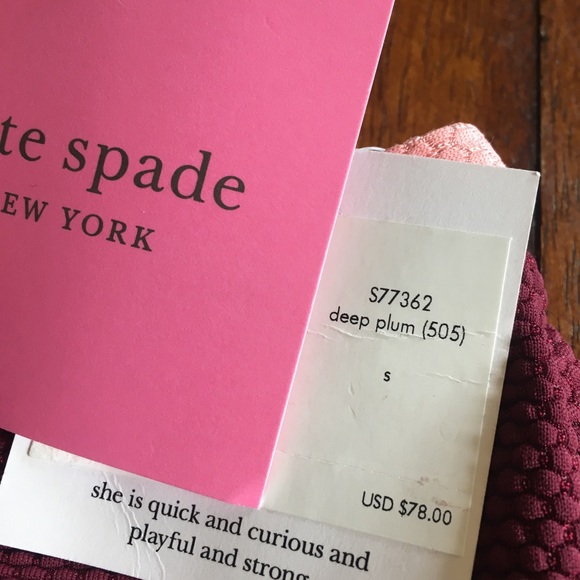 te spade
EW YORK
S77362
deep plum (505)
s
USD $78.00
she is quick and curious and
playful and strong